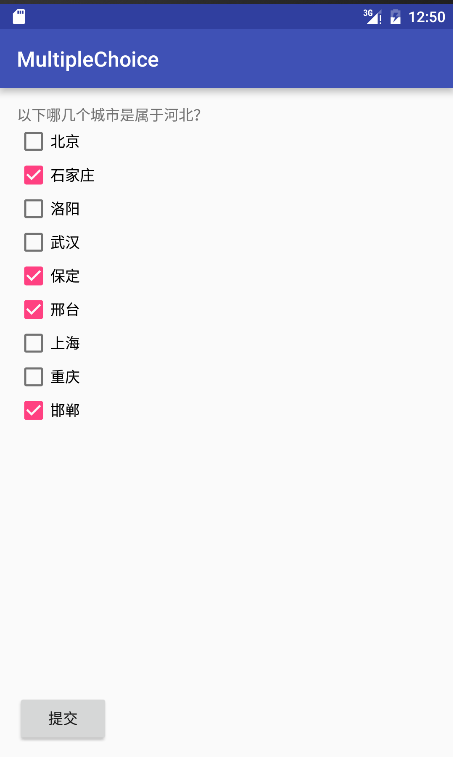 3G
12:50
MultipleChoice
以下哪几个城市是属于河北?
北京
石家庄
洛阳
武汉
保定
邢台
上海
重庆
邯郸
提交